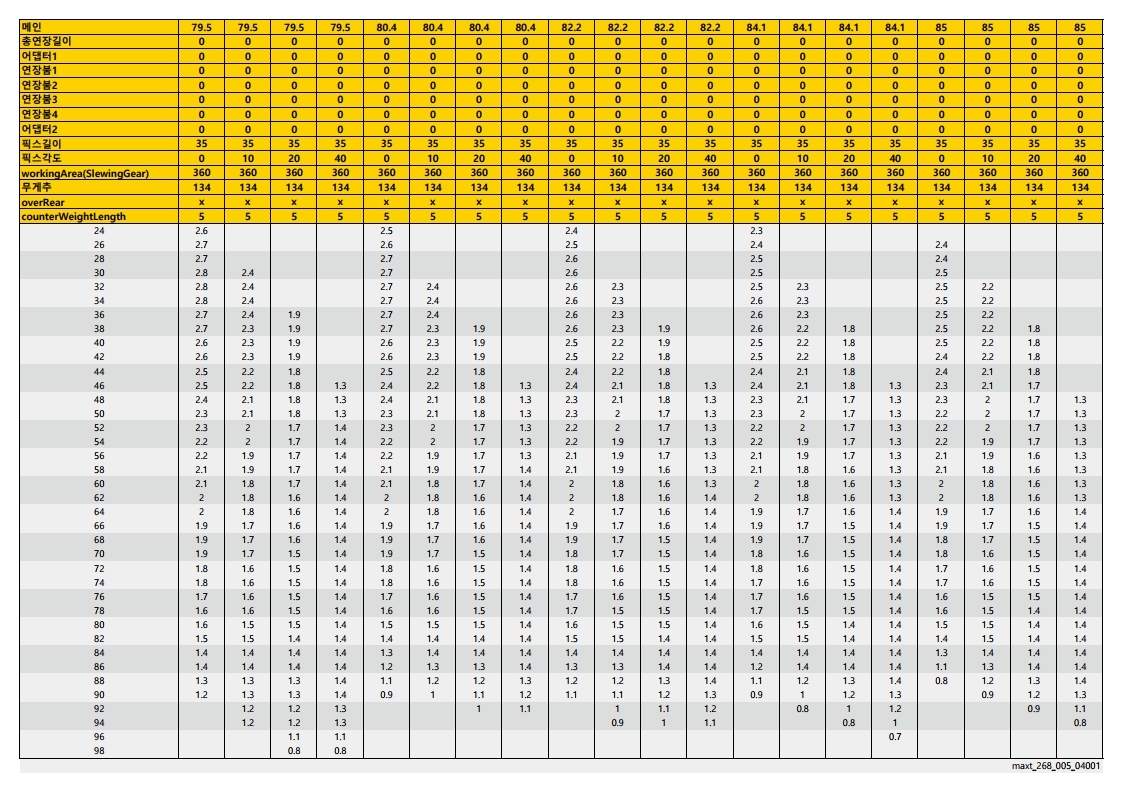 메인 79.5 79.5 79.5 79.5 80.4 80.4 80.4 80.4 82.2 82.2 82.2 82.2 84.1 84.1 84.1 84.1 85 85 85 85
총연장길이 0 0 0 0 0 0 0 0 0 0 0 0 0 0 0 0 0 0 0 0
어댑터1 0 0 0 0 0 0 0 0 0 0 0 0 0 0 0 0 0 0 0 0
연장붐1 0 0 0 0 0 0 0 0 0 0 0 0 0 0 0 0 0 0 0 0
연장붐2 0 0 0 0 0 0 0 0 0 0 0 0 0 0 0 0 0 0 0 0
연장붐3 0 0 0 0 0 0 0 0 0 0 0 0 0 0 0 0 0 0 0 0
연장붐4 0 0 0 0 0 0 0 0 0 0 0 0 0 0 0 0 0 0 0 0
어댑터2 0 0 0 0 0 0 0 0 0 0 0 0 0 0 0 0 0 0 0 0
픽스길이 35 35 35 35 35 35 35 35 35 35 35 35 35 35 35 35 35 35 35 35
픽스각도 0 10 20 40 0 10 20 40 0 10 20 40 0 10 20 40 0 10 20 40
workingArea(SlewingGear) 360 360 360 360 360 360 360 360 360 360 360 360 360 360 360 360 360 360 360 360
무게추 134 134 134 134 134 134 134 134 134 134 134 134 134 134 134 134 134 134 134 134
overRear x x x x x x x x x x x x x x x x x x x x
counterWeightLength 5 5 5 5 5 5 5 5 5 5 5 5 5 5 5 5 5 5 5 5
24 2.6 2.5 2.4 2.3
26 2.7 2.6 2.5 2.4 2.4
28 2.7 2.7 2.6 2.5 2.4
30 2.8 2.4 2.7 2.6 2.5 2.5
32 2.8 2.4 2.7 2.4 2.6 2.3 2.5 2.3 2.5 2.2
34 2.8 2.4 2.7 2.4 2.6 2.3 2.6 2.3 2.5 2.2
36 2.7 2.4 1.9 2.7 2.4 2.6 2.3 2.6 2.3 2.5 2.2
38 2.7 2.3 1.9 2.7 2.3 1.9 2.6 2.3 1.9 2.6 2.2 1.8 2.5 2.2 1.8
40 2.6 2.3 1.9 2.6 2.3 1.9 2.5 2.2 1.9 2.5 2.2 1.8 2.5 2.2 1.8
42 2.6 2.3 1.9 2.6 2.3 1.9 2.5 2.2 1.8 2.5 2.2 1.8 2.4 2.2 1.8
44 2.5 2.2 1.8 2.5 2.2 1.8 2.4 2.2 1.8 2.4 2.1 1.8 2.4 2.1 1.8
46 2.5 2.2 1.8 1.3 2.4 2.2 1.8 1.3 2.4 2.1 1.8 1.3 2.4 2.1 1.8 1.3 2.3 2.1 1.7
48 2.4 2.1 1.8 1.3 2.4 2.1 1.8 1.3 2.3 2.1 1.8 1.3 2.3 2.1 1.7 1.3 2.3 2 1.7 1.3
50 2.3 2.1 1.8 1.3 2.3 2.1 1.8 1.3 2.3 2 1.7 1.3 2.3 2 1.7 1.3 2.2 2 1.7 1.3
52 2.3 2 1.7 1.4 2.3 2 1.7 1.3 2.2 2 1.7 1.3 2.2 2 1.7 1.3 2.2 2 1.7 1.3
54 2.2 2 1.7 1.4 2.2 2 1.7 1.3 2.2 1.9 1.7 1.3 2.2 1.9 1.7 1.3 2.2 1.9 1.7 1.3
56 2.2 1.9 1.7 1.4 2.2 1.9 1.7 1.3 2.1 1.9 1.7 1.3 2.1 1.9 1.7 1.3 2.1 1.9 1.6 1.3
58 2.1 1.9 1.7 1.4 2.1 1.9 1.7 1.4 2.1 1.9 1.6 1.3 2.1 1.8 1.6 1.3 2.1 1.8 1.6 1.3
60 2.1 1.8 1.7 1.4 2.1 1.8 1.7 1.4 2 1.8 1.6 1.3 2 1.8 1.6 1.3 2 1.8 1.6 1.3
62 2 1.8 1.6 1.4 2 1.8 1.6 1.4 2 1.8 1.6 1.4 2 1.8 1.6 1.3 2 1.8 1.6 1.3
64 2 1.8 1.6 1.4 2 1.8 1.6 1.4 2 1.7 1.6 1.4 1.9 1.7 1.6 1.4 1.9 1.7 1.6 1.4
66 1.9 1.7 1.6 1.4 1.9 1.7 1.6 1.4 1.9 1.7 1.6 1.4 1.9 1.7 1.5 1.4 1.9 1.7 1.5 1.4
68 1.9 1.7 1.6 1.4 1.9 1.7 1.6 1.4 1.9 1.7 1.5 1.4 1.9 1.7 1.5 1.4 1.8 1.7 1.5 1.4
70 1.9 1.7 1.5 1.4 1.9 1.7 1.5 1.4 1.8 1.7 1.5 1.4 1.8 1.6 1.5 1.4 1.8 1.6 1.5 1.4
72 1.8 1.6 1.5 1.4 1.8 1.6 1.5 1.4 1.8 1.6 1.5 1.4 1.8 1.6 1.5 1.4 1.7 1.6 1.5 1.4
74 1.8 1.6 1.5 1.4 1.8 1.6 1.5 1.4 1.8 1.6 1.5 1.4 1.7 1.6 1.5 1.4 1.7 1.6 1.5 1.4
76 1.7 1.6 1.5 1.4 1.7 1.6 1.5 1.4 1.7 1.6 1.5 1.4 1.7 1.6 1.5 1.4 1.6 1.5 1.5 1.4
78 1.6 1.6 1.5 1.4 1.6 1.6 1.5 1.4 1.6 1.5 1.5 1.4 1.6 1.5 1.5 1.4 1.6 1.5 1.4 1.4
80 1.6 1.5 1.5 1.4 1.5 1.5 1.5 1.4 1.6 1.5 1.4 1.4 1.5 1.5 1.4 1.4 1.5 1.5 1.4 1.4
82 1.5 1.5 1.4 1.4 1.4 1.5 1.4 1.4 1.5 1.5 1.4 1.4 1.5 1.4 1.4 1.4 1.5 1.4 1.4 1.4
84 1.4 1.4 1.4 1.4 1.3 1.4 1.4 1.4 1.4 1.4 1.4 1.4 1.4 1.4 1.4 1.4 1.3 1.4 1.4 1.4
86 1.4 1.4 1.4 1.4 1.2 1.3 1.3 1.4 1.3 1.3 1.4 1.4 1.2 1.4 1.4 1.4 1.1 1.3 1.4 1.4
88 1.3 1.3 1.3 1.4 1.1 1.2 1.2 1.3 1.2 1.2 1.3 1.4 1.1 1.2 1.3 1.4 0.8 1.2 1.3 1.4
90 1.2 1.3 1.3 1.4 0.9 1 1.1 1.2 1.1 1.1 1.2 1.3 0.9 1 1.2 1.3 0.9 1.2 1.3
92 1.2 1.2 1.3 1 1.1 1 1.1 1.2 0.8 1 1.2 0.9 1.1
94 1.2 1.2 1.3 0.9 1 1.1 0.8 1 0.8
96 1.1 1.1 0.7
98 0.8 0.8
maxt_268_005_04001